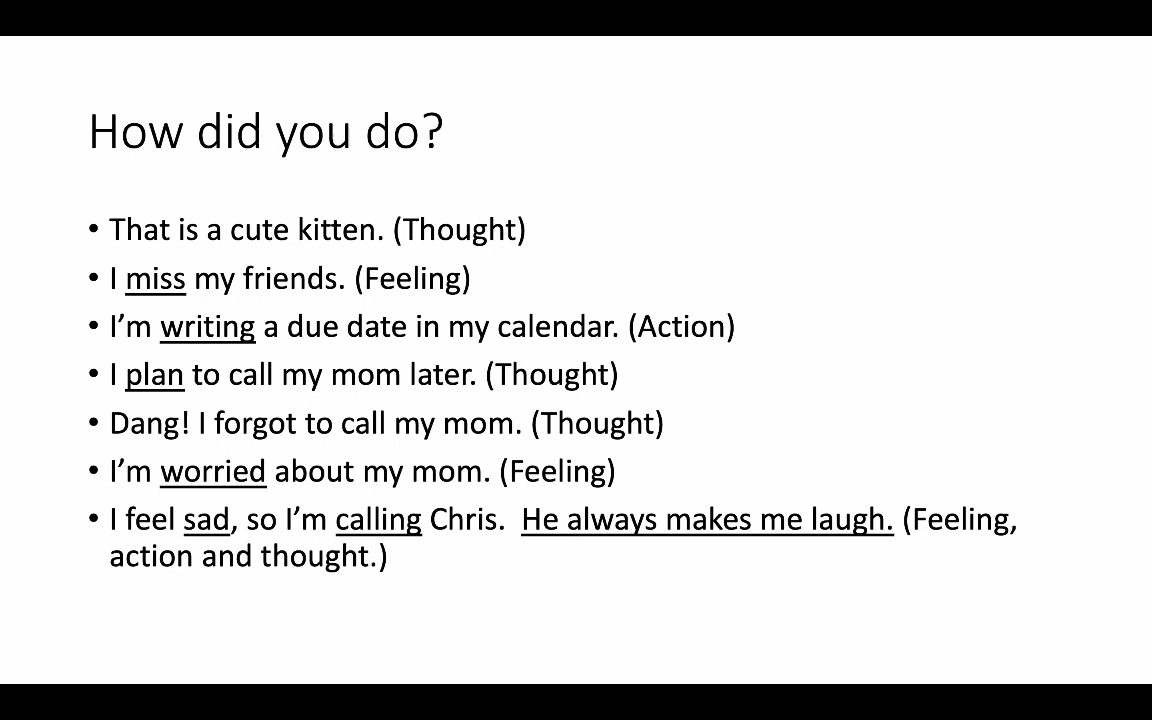 How did you do?
• That is a cute kitten. (Thought)
• I miss my friends. (Feeling)
• I’m writing a due date in my calendar. (Action)
• I plan to call my mom later. (Thought)
• Dang! I forgot to call my mom. (Thought)
• I’m worried about my mom. (Feeling)
• I feel sad, so I’m calling Chris.  He always makes me laugh. (Feeling,
action and thought.)